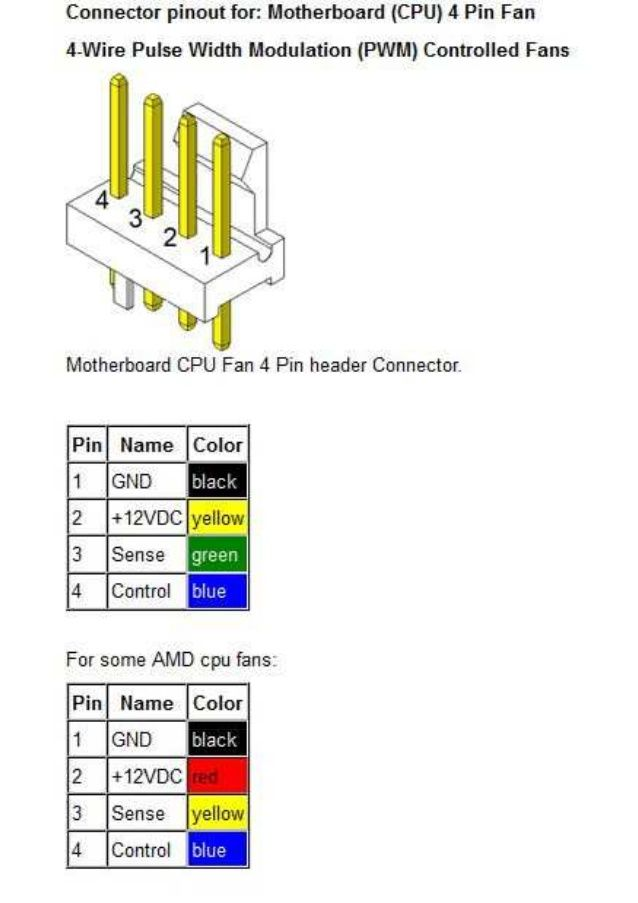 Connector pinout for: Motherboard (CPU) 4 Pin Fan
4-Wire Pulse Width Modulation (PWM) Controlled Fans
4
3
2
1
Motherboard CPU Fan 4 Pin header Connector.
Pin Name Color
1 GND black
2 +12VDC yellow
3 Sense green
4 Control blue
For some AMD cpu fans:
Pin Name Color
1 GND black
2 +12VDC red
3 Sense yellow
4 Control blue